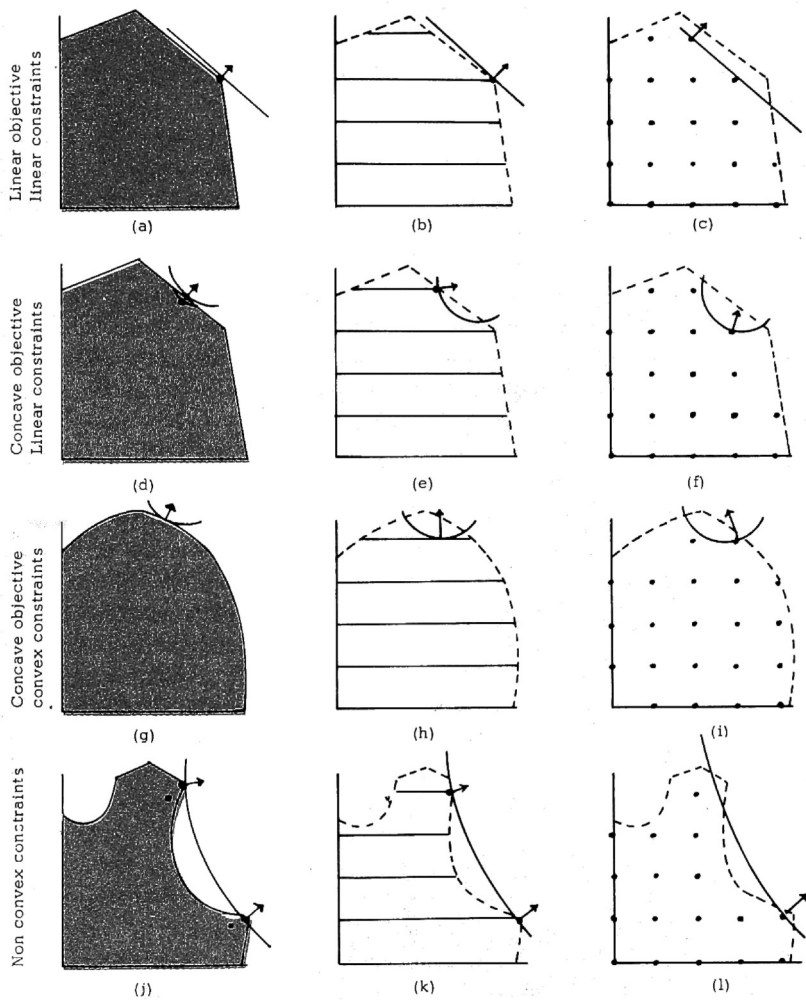 Linear objective
linear constraints
(a)
(b)
(c)
Concave objective
Linear constraints
(d)
(e)
(f)
Concave objective
convex constraints
(g)
(h)
(i)
Non convex constraints
(j)
(k)
(l)